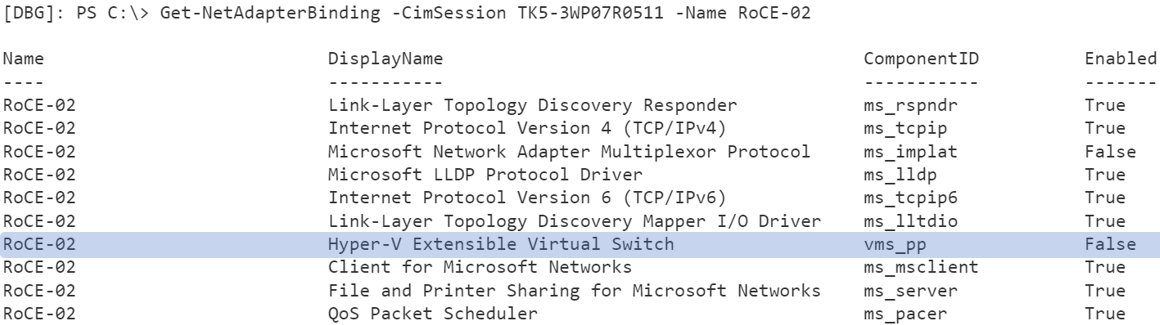 [DBG]: PS C:\> Get-NetAdapterBinding -CimSession TK5-3WP07R0511 -Name RoCE-02
Name DisplayName ComponentID Enabled
---- ----------- ----------- -------
RoCE-02 Link-Layer Topology Discovery Responder ms_rspndr True
RoCE-02 Internet Protocol Version 4 (TCP/IPv4) ms_tcpip True
RoCE-02 Microsoft Network Adapter Multiplexor Protocol ms_implat False
RoCE-02 Microsoft LLDP Protocol Driver ms_lldp True
RoCE-02 Internet Protocol Version 6 (TCP/IPv6) ms_tcpip6 True
RoCE-02 Link-Layer Topology Discovery Mapper I/O Driver ms_lltdio True
RoCE-02 Hyper-V Extensible Virtual Switch vms_pp False
RoCE-02 Client for Microsoft Networks ms_msclient True
RoCE-02 File and Printer Sharing for Microsoft Networks ms_server True
RoCE-02 QoS Packet Scheduler ms_pacer True